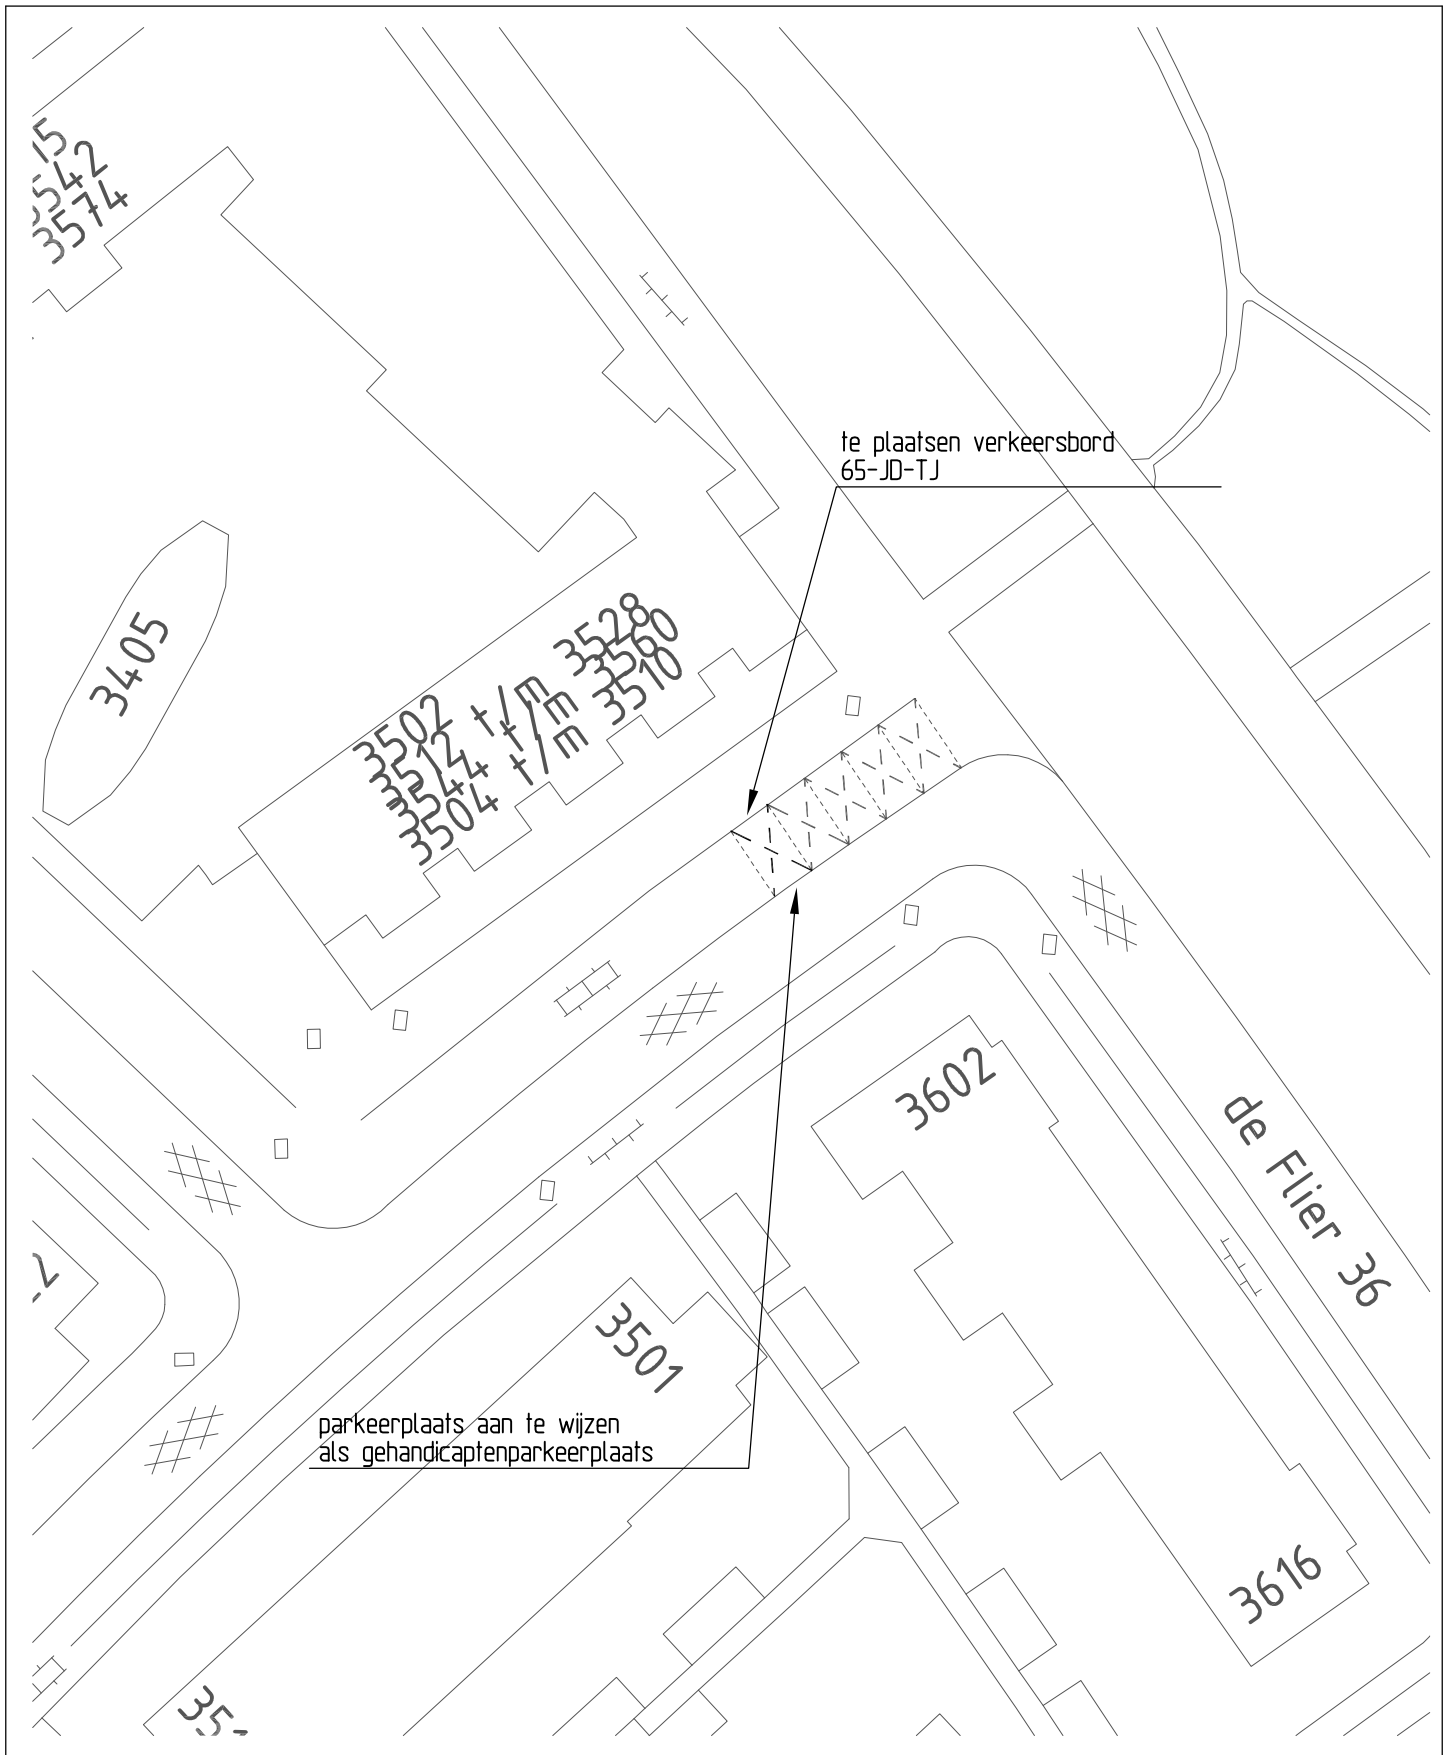 3542
3574
te plaatsen verkeersbord
65-JD-TJ
3405
3502 t/m 3528
3512 t/m 3560
3544 t/m 3510
3504
3602
de Flier 36
3501
parkeerplaats aan te wijzen
als gehandicaptenparkeerplaats
3616